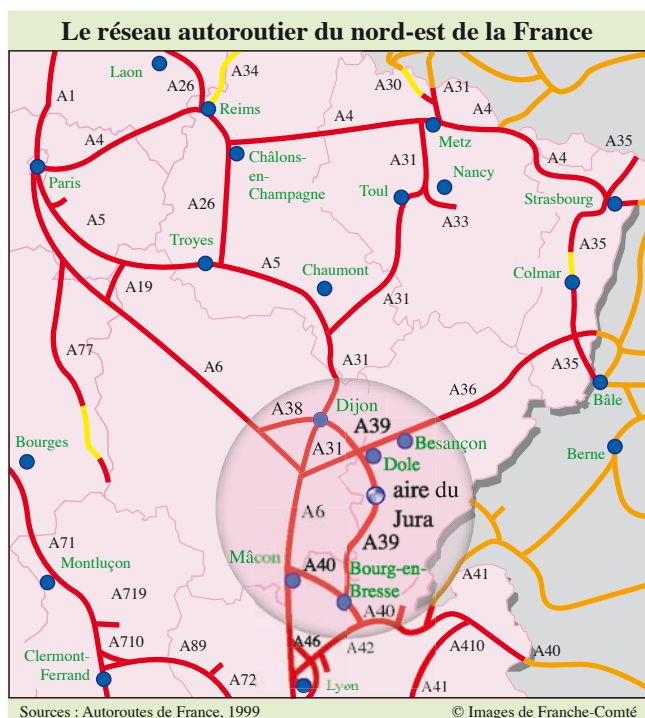 Le réseau autoroutier du nord-est de la France
Laon
A26
A34
A30
A31
A1
Reims
A4
A4
A4
Metz
A35
Châlons-
en-
Champagne
A31
Nancy
A4
Paris
Toul
Strasbourg
A26
A33
A5
Troyes
A35
A5
Chaumont
Colmar
A19
A31
A77
A6
A31
A36
A35
Bâle
A38
Dijon
A39
Bourges
Besançon
A31
Dole
Berne
aire du
Jura
A6
A39
A71
Mâcon
A40
Montluçon
Bourg-en-
Bresse
A41
A719
A40
A710
A89
A46
A42
A410
A40
Clermont-
Ferrand
A72
Lyon
A41
Sources : Autoroutes de France, 1999
© Images de Franche-Comté